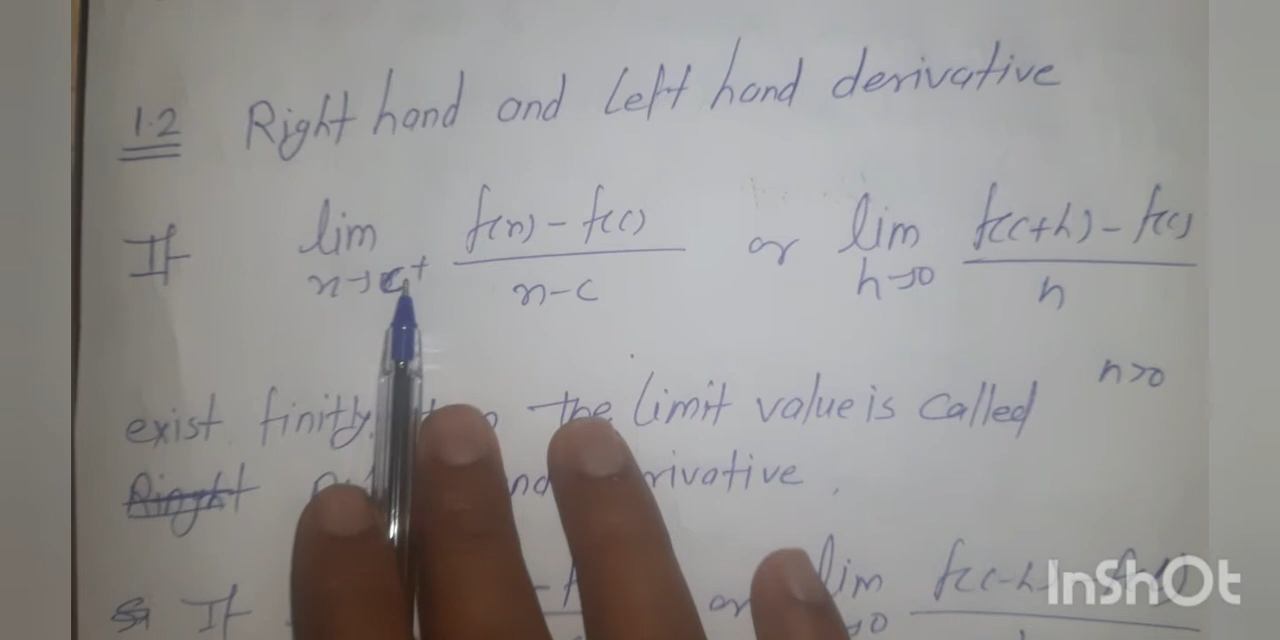 1.2 Right hand and Left hand derivative
If lim x→c+ f(x) - f(c) / x-c or lim h→0 f(c+h) - f(c) / h
h>0
exist finitly the limit value is called
Right derivative.
If or lim f(c-h)
InShOt